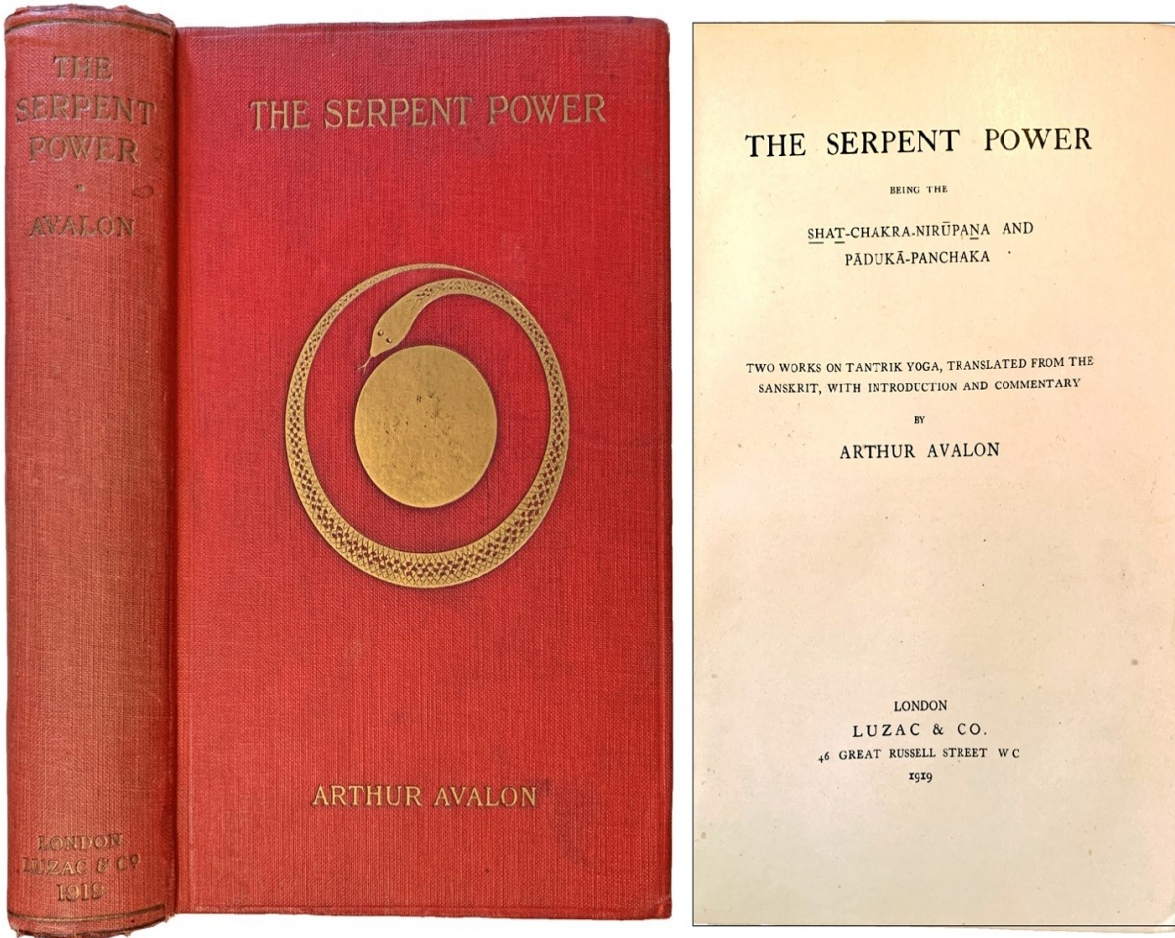 THE
SERPENT
POWER
AVALON
LONDON
LUZAC & Cº
1919
THE SERPENT POWER
ARTHUR AVALON
THE SERPENT POWER
BEING THE
SHAT-CHAKRA-NIRŪPAṆA AND
PĀDUKĀ-PANCHAKA
TWO WORKS ON TANTRIK YOGA, TRANSLATED FROM THE
SANSKRIT, WITH INTRODUCTION AND COMMENTARY
BY
ARTHUR AVALON
LONDON
LUZAC & CO.
46 GREAT RUSSELL STREET W C
1919